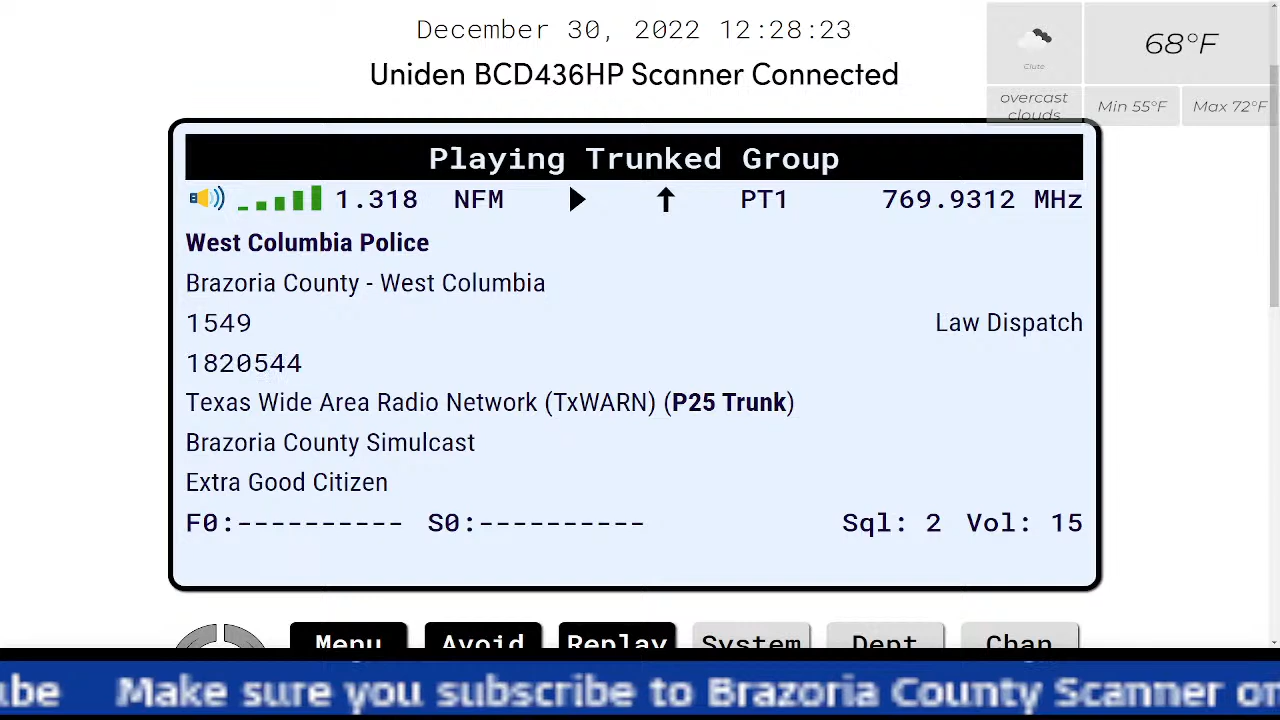 December 30, 2022 12:28:23
Uniden BCD436HP Scanner Connected
Clute
68°F
overcast clouds
Min 55°F
Max 72°F
Playing Trunked Group
1.318 NFM PT1 769.9312 MHz
West Columbia Police
Brazoria County - West Columbia
1549 Law Dispatch
1820544
Texas Wide Area Radio Network (TxWARN) (P25 Trunk)
Brazoria County Simulcast
Extra Good Citizen
F0:---------- S0:---------- Sql: 2 Vol: 15
Menu Avoid Replay System Dept Chan
ube Make sure you subscribe to Brazoria County Scanner on